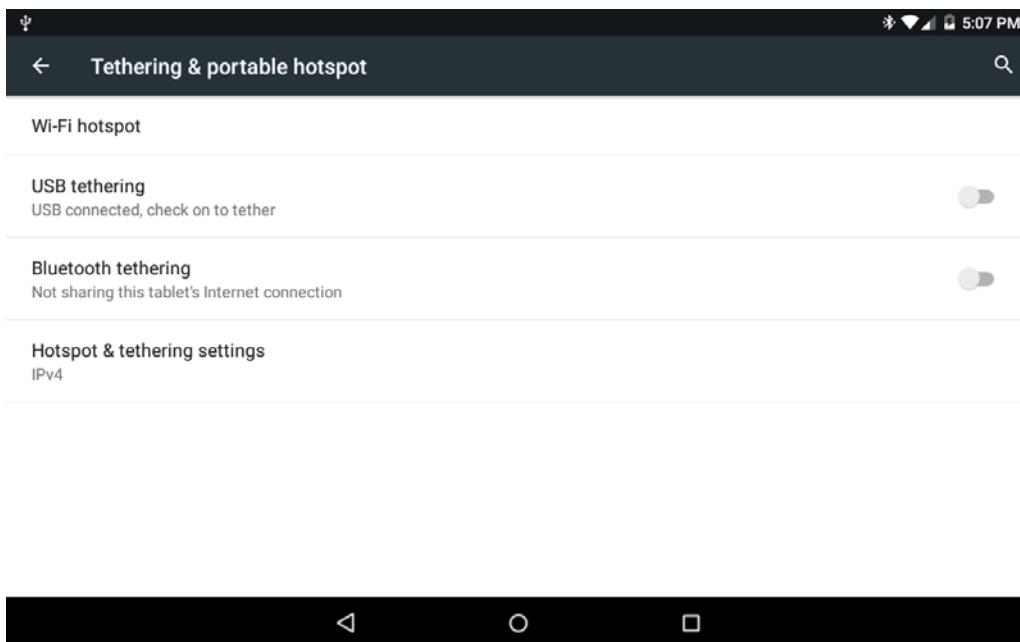 5:07 PM
Tethering & portable hotspot
Wi-Fi hotspot
USB tethering
USB connected, check on to tether
Bluetooth tethering
Not sharing this tablet's Internet connection
Hotspot & tethering settings
IPv4